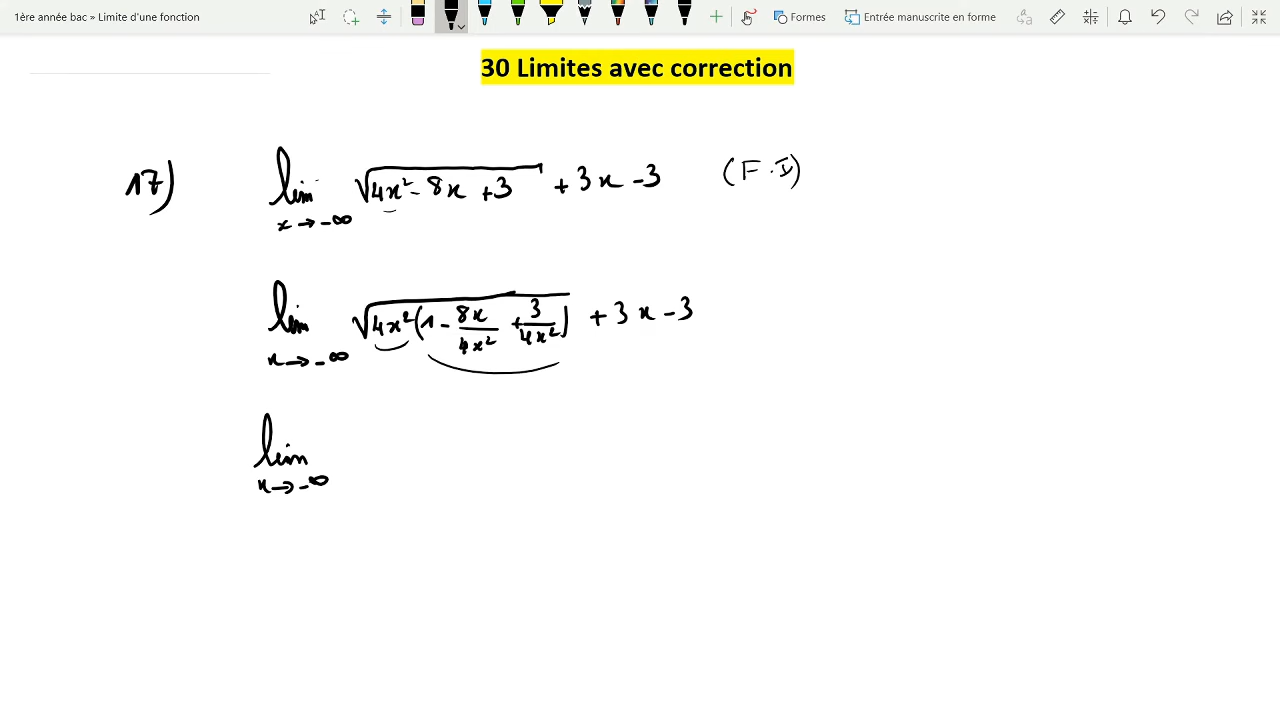 1ère année bac » Limite d'une fonction
Formes
Entrée manuscrite en forme
30 Limites avec correction
17) lim x→-∞ √(4x² - 8x + 3) + 3x - 3 (F.I)
lim x→-∞ √(4x²(1 - 8x/4x² + 3/4x²)) + 3x - 3
lim x→-∞